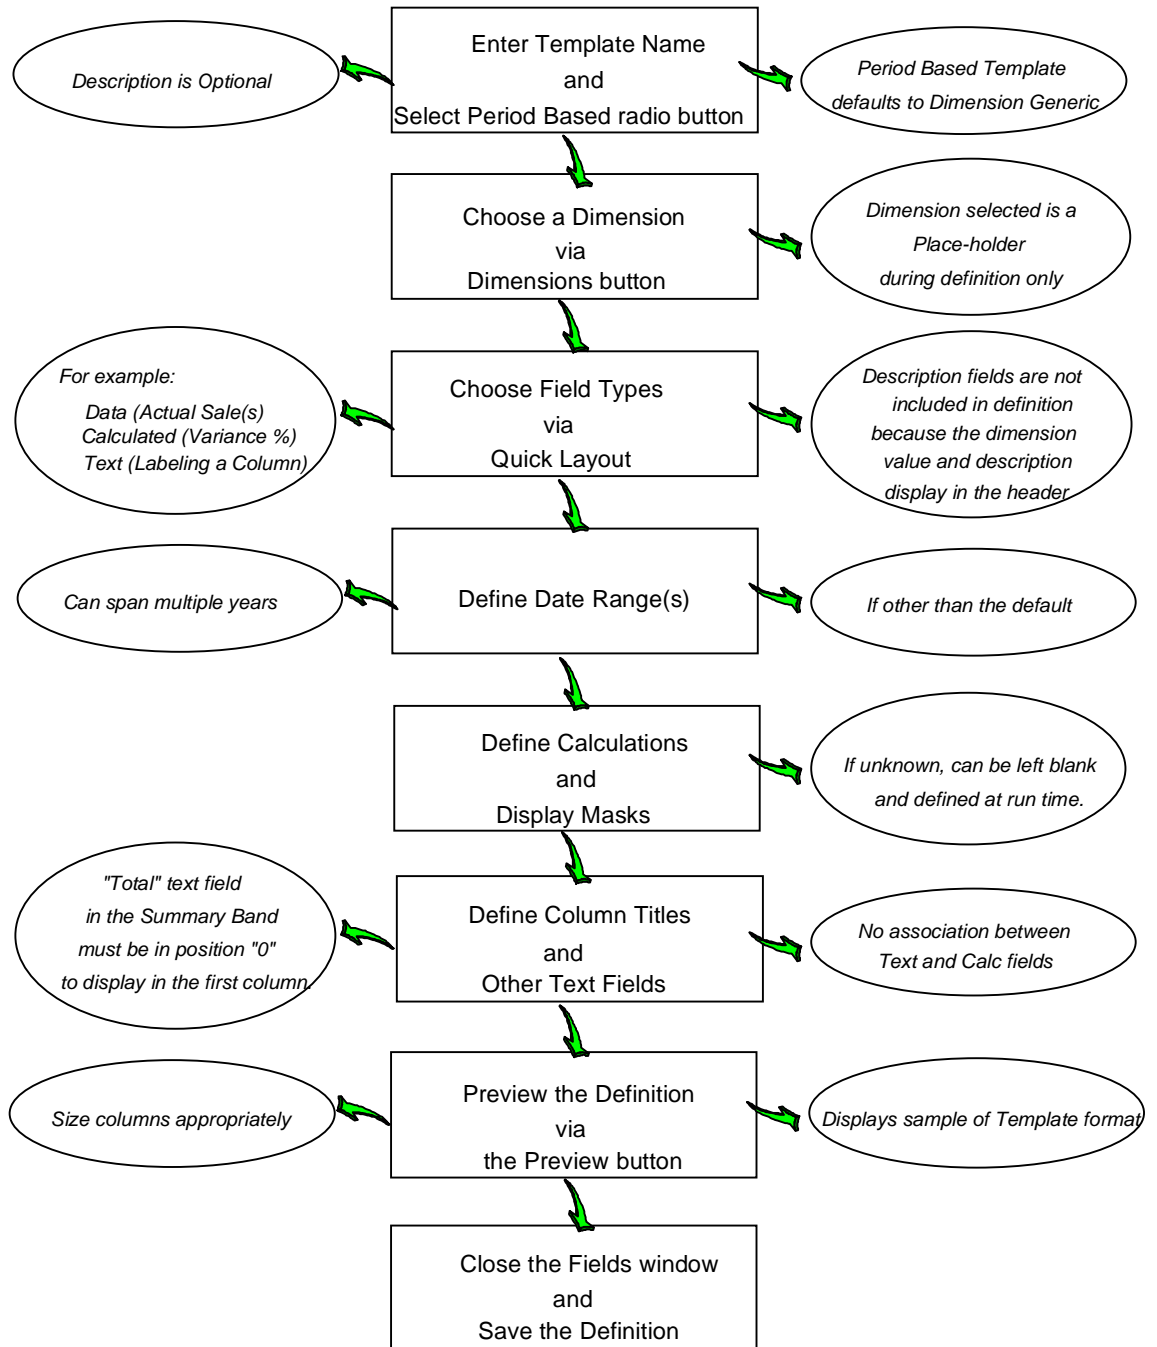 Enter Template Name
and
Select Period Based radio button
Description is Optional
Period Based Template
defaults to Dimension Generic
Choose a Dimension
via
Dimensions button
Dimension selected is a
Place-holder
during definition only
Choose Field Types
via
Quick Layout
For example:
Data (Actual Sale(s)
Calculated (Variance %)
Text (Labeling a Column)
Description fields are not
included in definition
because the dimension
value and description
display in the header
Define Date Range(s)
Can span multiple years
If other than the default
Define Calculations
and
Display Masks
If unknown, can be left blank
and defined at run time.
Define Column Titles
and
Other Text Fields
"Total" text field
in the Summary Band
must be in position "0"
to display in the first column.
No association between
Text and Calc fields
Preview the Definition
via
the Preview button
Size columns appropriately
Displays sample of Template format
Close the Fields window
and
Save the Definition